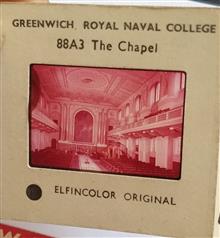 GREENWICH, ROYAL NAVAL COLLEGE
88A3 The Chapel
ELFINCOLOR ORIGINAL